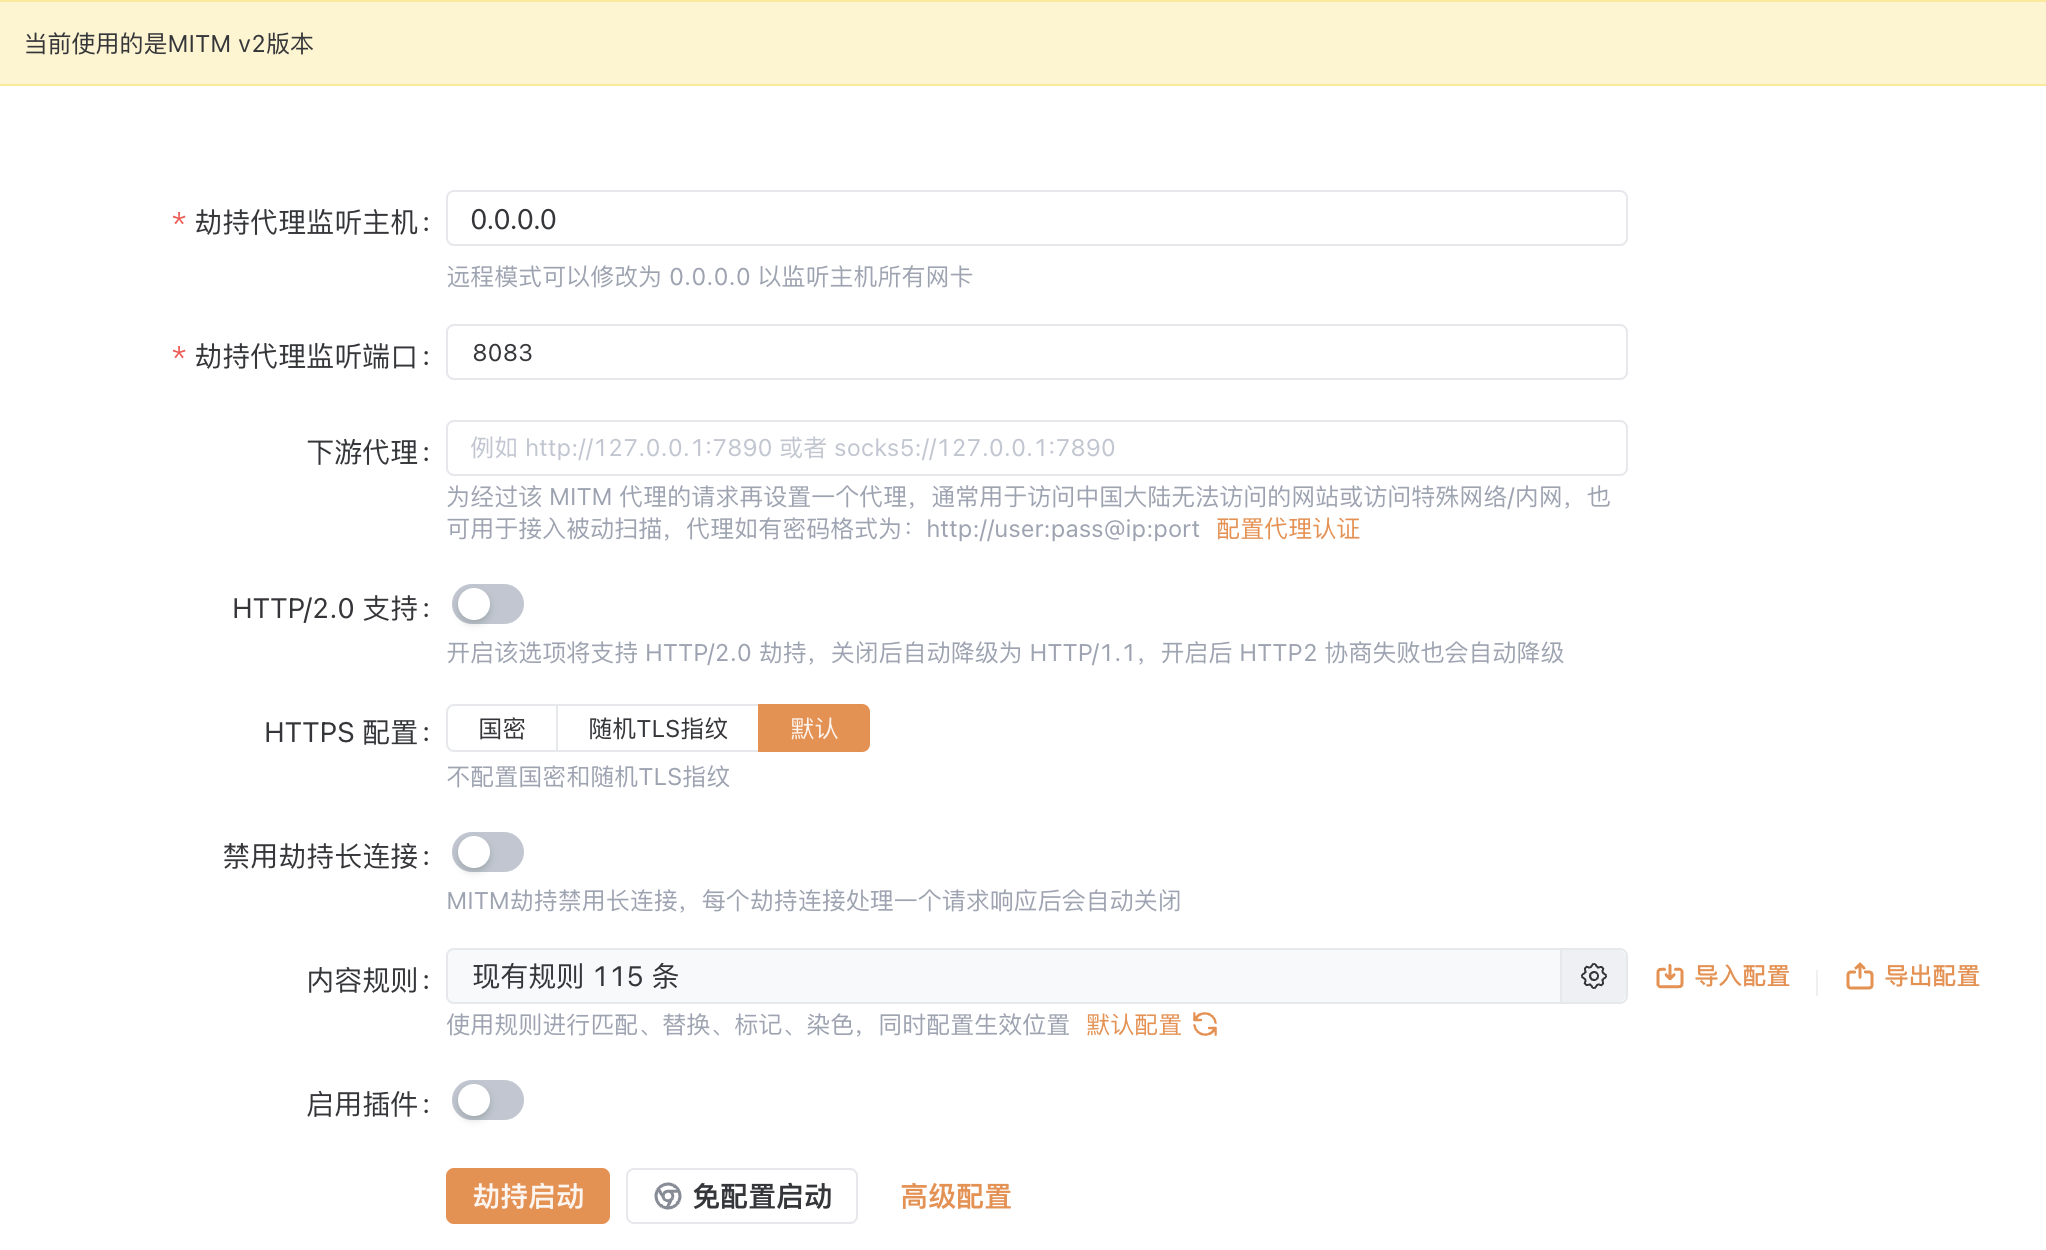 当前使用的是MITM v2版本
* 劫持代理监听主机: 0.0.0.0
远程模式可以修改为 0.0.0.0 以监听主机所有网卡
* 劫持代理监听端口: 8083
下游代理: 例如 http://127.0.0.1:7890 或者 socks5://127.0.0.1:7890
为经过该 MITM 代理的请求再设置一个代理，通常用于访问中国大陆无法访问的网站或访问特殊网络/内网，也
可用于接入被动扫描，代理如有密码格式为：http://user:pass@ip:port 配置代理认证
HTTP/2.0 支持:
开启该选项将支持 HTTP/2.0 劫持，关闭后自动降级为 HTTP/1.1，开启后 HTTP2 协商失败也会自动降级
HTTPS 配置: 国密 随机TLS指纹 默认
不配置国密和随机TLS指纹
禁用劫持长连接:
MITM劫持禁用长连接，每个劫持连接处理一个请求响应后会自动关闭
内容规则: 现有规则 115 条 导入配置 导出配置
使用规则进行匹配、替换、标记、染色，同时配置生效位置 默认配置
启用插件:
劫持启动 免配置启动 高级配置